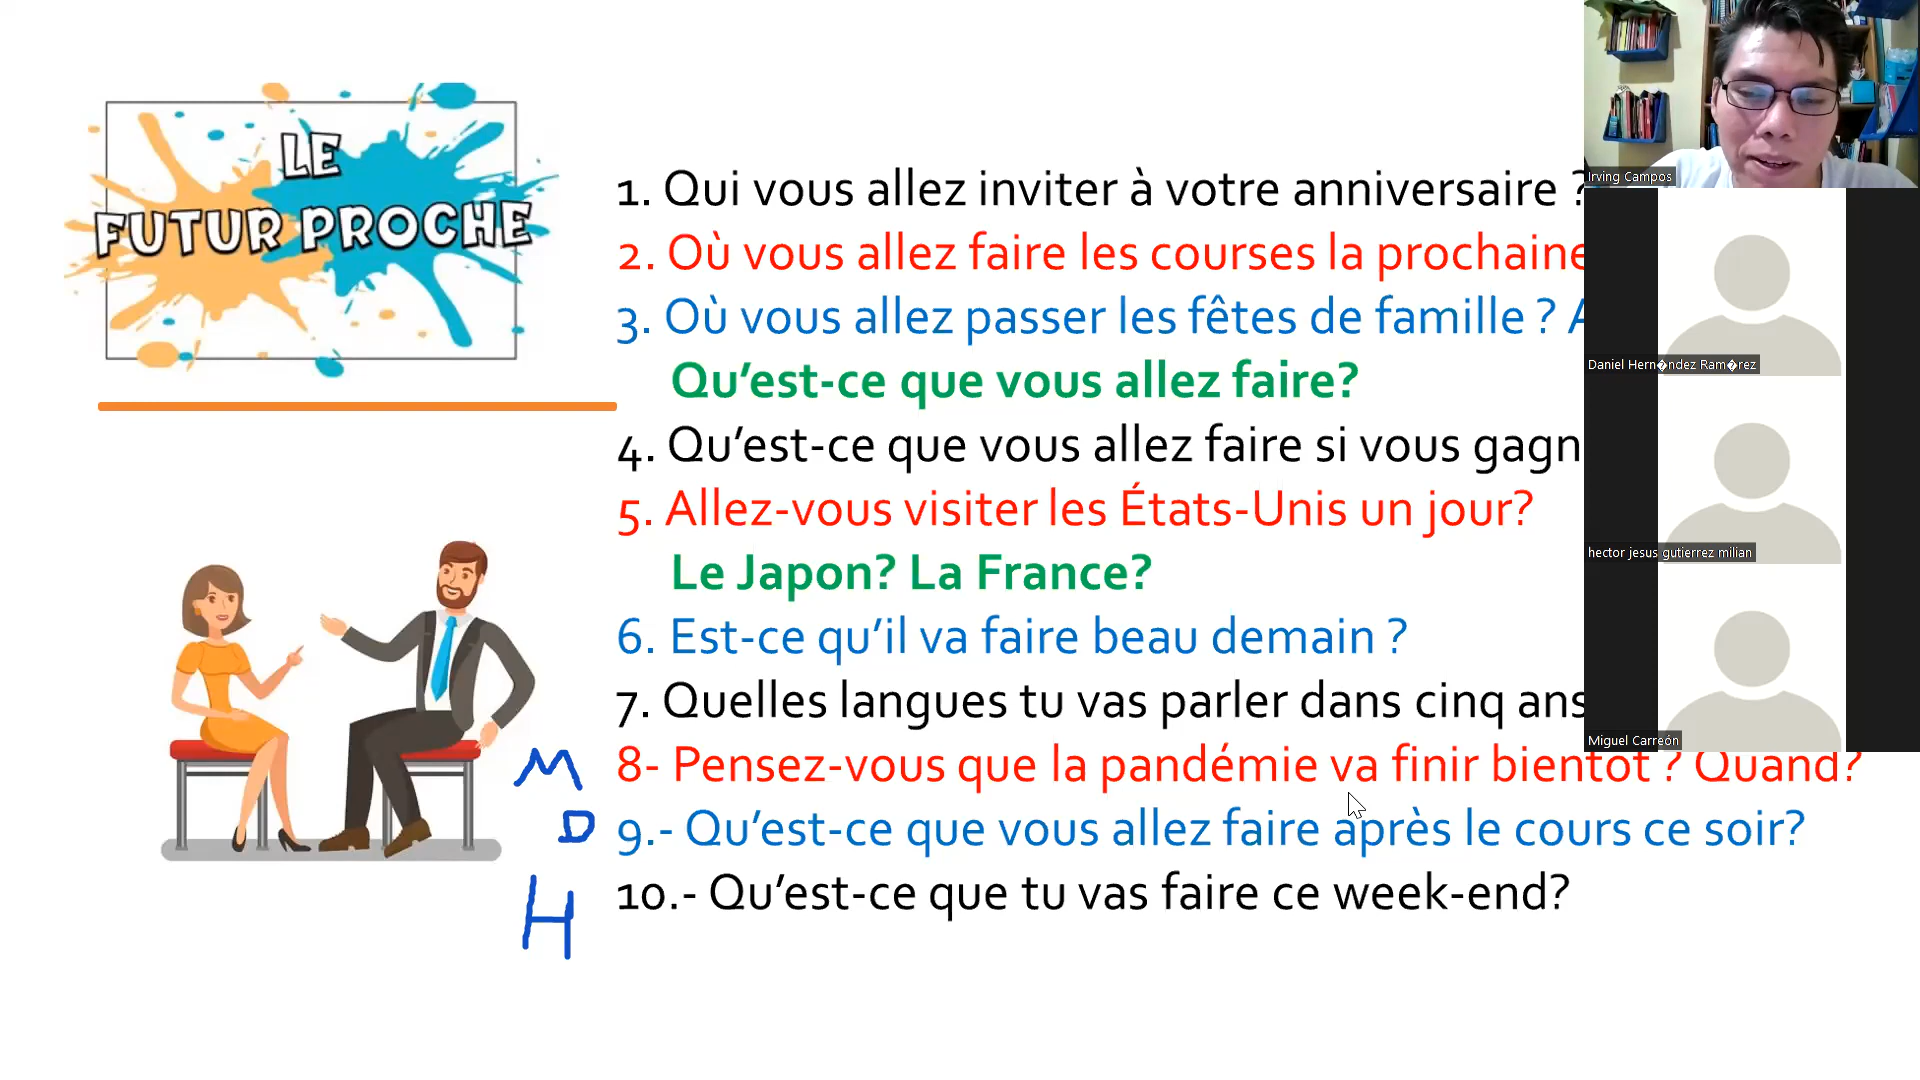 LE
FUTUR PROCHE
1. Qui vous allez inviter à votre anniversaire ?
2. Où vous allez faire les courses la prochaine
3. Où vous allez passer les fêtes de famille ?
Qu’est-ce que vous allez faire?
4. Qu’est-ce que vous allez faire si vous gagn
5. Allez-vous visiter les États-Unis un jour?
Le Japon? La France?
6. Est-ce qu’il va faire beau demain ?
7. Quelles langues tu vas parler dans cinq ans
M 8- Pensez-vous que la pandémie va finir bientôt ? Quand?
D 9.- Qu’est-ce que vous allez faire après le cours ce soir?
H 10.- Qu’est-ce que tu vas faire ce week-end?
Irving Campos
Daniel Hern�ndez Ram�rez
hector jesus gutierrez milian
Miguel Carreón